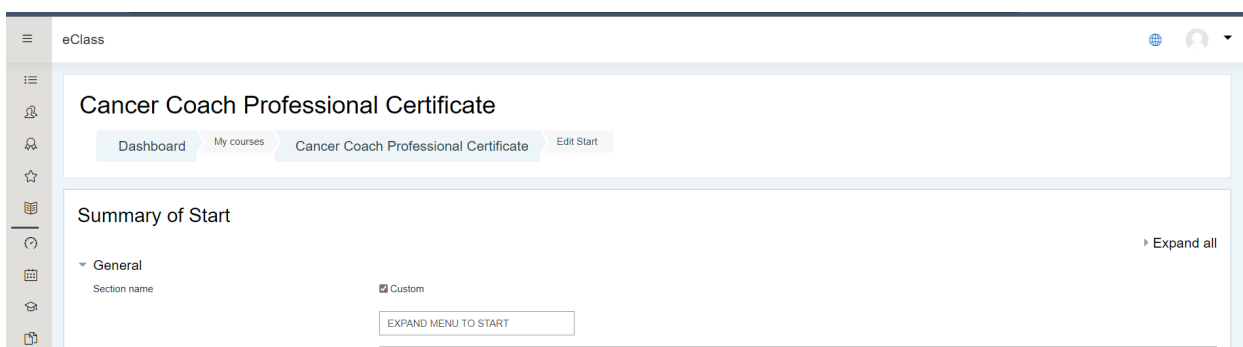 eClass
Cancer Coach Professional Certificate
Dashboard My courses Cancer Coach Professional Certificate Edit Start
Summary of Start
Expand all
General
Section name Custom
EXPAND MENU TO START